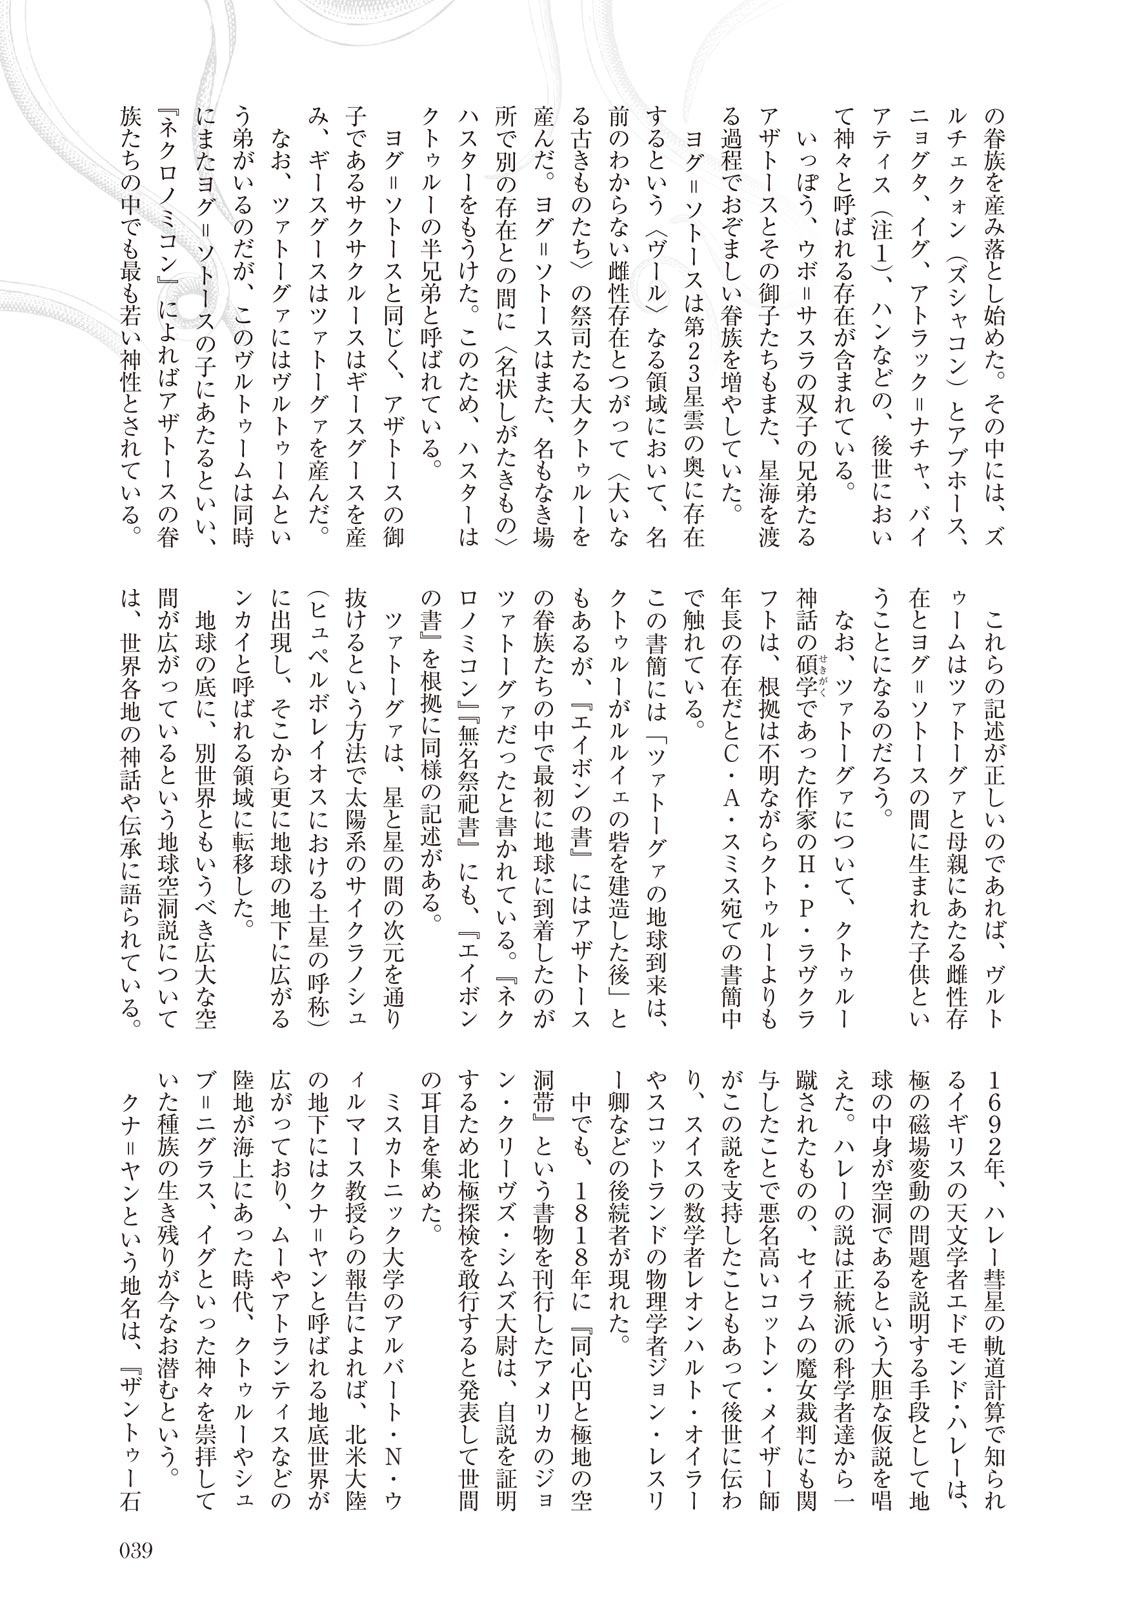 の眷族を産み落とし始めた。その中には、ズ
ルチェクォン（ズシャコン）とアブホース、
ニョグタ、イグ、アトラック＝ナチャ、バイ
アティス（注１）、ハンなどの、後世におい
て神々と呼ばれる存在が含まれている。
　いっぽう、ウボ＝サスラの双子の兄弟たる
アザトースとその御子たちもまた、星海を渡
る過程でおぞましい眷族を増やしていた。
　ヨグ＝ソトースは第２３星雲の奥に存在
するという〈ヴール〉なる領域において、名
前のわからない雌性存在とつがって〈大いな
る古きものたち〉の祭司たる大クトゥルーを
産んだ。ヨグ＝ソトースはまた、名もなき場
所で別の存在との間に〈名状しがたきもの〉
ハスターをもうけた。このため、ハスターは
クトゥルーの半兄弟と呼ばれている。
　ヨグ＝ソトースと同じく、アザトースの御
子であるサクサクルースはギースグースを産
み、ギースグースはツァトーグァを産んだ。
　なお、ツァトーグァにはヴルトゥームとい
う弟がいるのだが、このヴルトゥームは同時
にまたヨグ＝ソトースの子にあたるといい、
『ネクロノミコン』によればアザトースの眷
族たちの中でも最も若い神性とされている。
　これらの記述が正しいのであれば、ヴルト
ゥームはツァトーグァと母親にあたる雌性存
在とヨグ＝ソトースの間に生まれた子供とい
うことになるのだろう。
　なお、ツァトーグァについて、クトゥルー
神話の碩学せきがくであった作家のＨ・Ｐ・ラヴクラ
フトは、根拠は不明ながらクトゥルーよりも
年長の存在だとＣ・Ａ・スミス宛ての書簡中
で触れている。
この書簡には「ツァトーグァの地球到来は、
クトゥルーがルルイェの砦を建造した後」と
もあるが、『エイボンの書』にはアザトース
の眷族たちの中で最初に地球に到着したのが
ツァトーグァだったと書かれている。『ネク
ロノミコン』『無名祭祀書』にも、『エイボン
の書』を根拠に同様の記述がある。
　ツァトーグァは、星と星の間の次元を通り
抜けるという方法で太陽系のサイクラノシュ
（ヒュペルボレイオスにおける土星の呼称）
に出現し、そこから更に地球の地下に広がる
ンカイと呼ばれる領域に転移した。
　地球の底に、別世界ともいうべき広大な空
間が広がっているという地球空洞説について
は、世界各地の神話や伝承に語られている。
１６９２年、ハレー彗星の軌道計算で知られ
るイギリスの天文学者エドモンド・ハレーは、
極の磁場変動の問題を説明する手段として地
球の中身が空洞であるという大胆な仮説を唱
えた。ハレーの説は正統派の科学者達から一
蹴されたものの、セイラムの魔女裁判にも関
与したことで悪名高いコットン・メイザー師
がこの説を支持したこともあって後世に伝わ
り、スイスの数学者レオンハルト・オイラー
やスコットランドの物理学者ジョン・レスリ
ー卿などの後続者が現れた。
　中でも、１８１８年に『同心円と極地の空
洞帯』という書物を刊行したアメリカのジョ
ン・クリーヴズ・シムズ大尉は、自説を証明
するため北極探検を敢行すると発表して世間
の耳目を集めた。
　ミスカトニック大学のアルバート・Ｎ・ウ
ィルマース教授らの報告によれば、北米大陸
の地下にはクナ＝ヤンと呼ばれる地底世界が
広がっており、ムーやアトランティスなどの
陸地が海上にあった時代、クトゥルーやシュ
ブ＝ニグラス、イグといった神々を崇拝して
いた種族の生き残りが今なお潜むという。
　クナ＝ヤンという地名は、『ザントゥー石
039